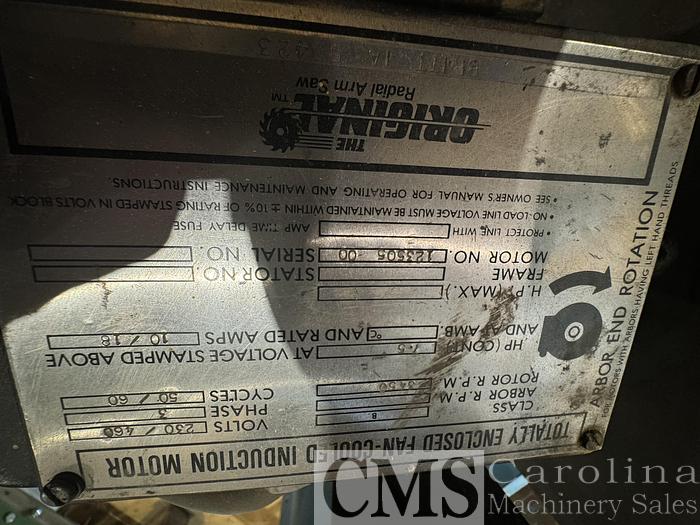 TOTALLY ENCLOSED FAN-COOLED INDUCTION MOTOR
CLASS B VOLTS 230/460
ARBOR R.P.M. PHASE 3
ROTOR R.P.M. 3450 CYCLES 50/60
HP (CONT.) 7.5 AT VOLTAGE STAMPED ABOVE
AND AT AMB. °C AND RATED AMPS 10/18
H.P. (MAX.)
FRAME STATOR NO.
MOTOR NO. 123505 00 SERIAL NO.
• PROTECT LINE WITH AMP TIME DELAY FUSE
• NO-LOAD LINE VOLTAGE MUST BE MAINTAINED WITHIN ± 10% OF RATING STAMPED IN VOLTS BLOCK
• SEE OWNER'S MANUAL FOR OPERATING AND MAINTENANCE INSTRUCTIONS.
ARBOR END ROTATION
FOR MOTORS WITH ARBORS HAVING LEFT HAND THREADS
THE
ORIGINAL™
Radial Arm Saw
CMS Carolina
Machinery Sales